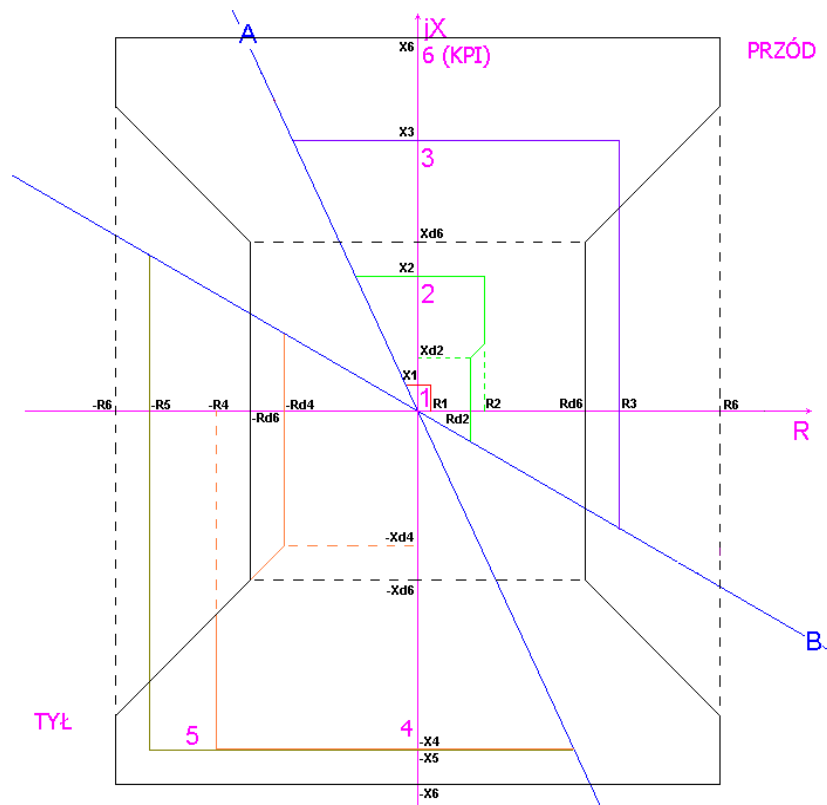 A
jX
X6
6 (KPI)
PRZÓD
X3
3
Xd6
X2
2
Xd2
X1
1
-R6
-R5
-R4
-Rd6
-Rd4
R1
Rd2
R2
Rd6
R3
R6
R
-Xd4
-Xd6
B
TYŁ
5
4
-X4
-X5
-X6